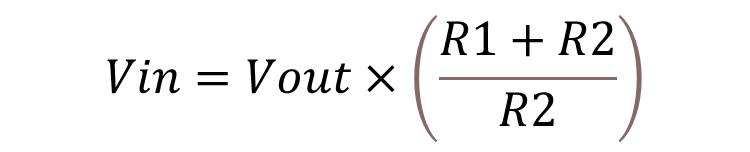 Vin = Vout × (R1 + R2 / R2)